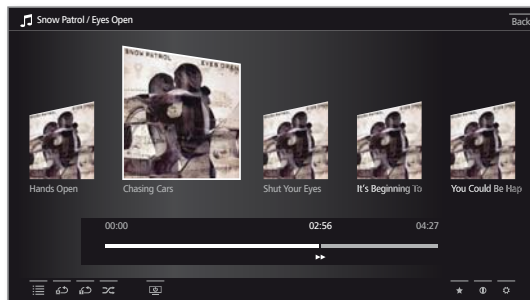 Snow Patrol / Eyes Open
Back
SNOW PATROL EYES OPEN
Hands Open
Chasing Cars
Shut Your Eyes
It's Beginning To
You Could Be Hap
00:00
02:56
04:27